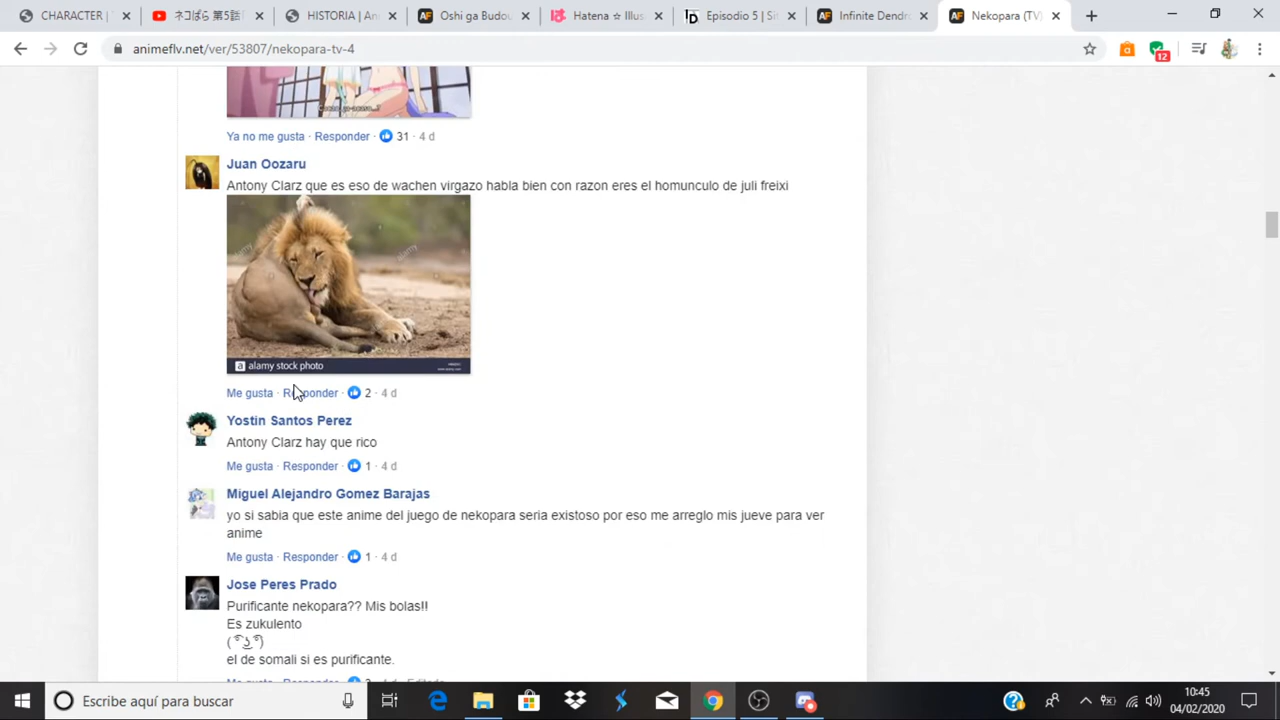 CHARACTER | T
ネコぱら 第5話「
HISTORIA | An
Oshi ga Budou
Hatena ☆ Illus
Episodio 5 | Sit
Infinite Dendr
Nekopara (TV)
animeflv.net/ver/53807/nekopara-tv-4
12
Ya no me gusta · Responder · 31 · 4 d
Juan Oozaru
Antony Clarz que es eso de wachen virgazo habla bien con razon eres el homunculo de juli freixi
alamy
alamy
a alamy stock photo
Me gusta · Responder · 2 · 4 d
Yostin Santos Perez
Antony Clarz hay que rico
Me gusta · Responder · 1 · 4 d
Miguel Alejandro Gomez Barajas
yo si sabia que este anime del juego de nekopara seria existoso por eso me arreglo mis jueve para ver
anime
Me gusta · Responder · 1 · 4 d
Jose Peres Prado
Purificante nekopara?? Mis bolas!!
Es zukulento
( ͡° ͜ʖ ͡°)
el de somali si es purificante.
Escribe aquí para buscar
10:45
04/02/2020